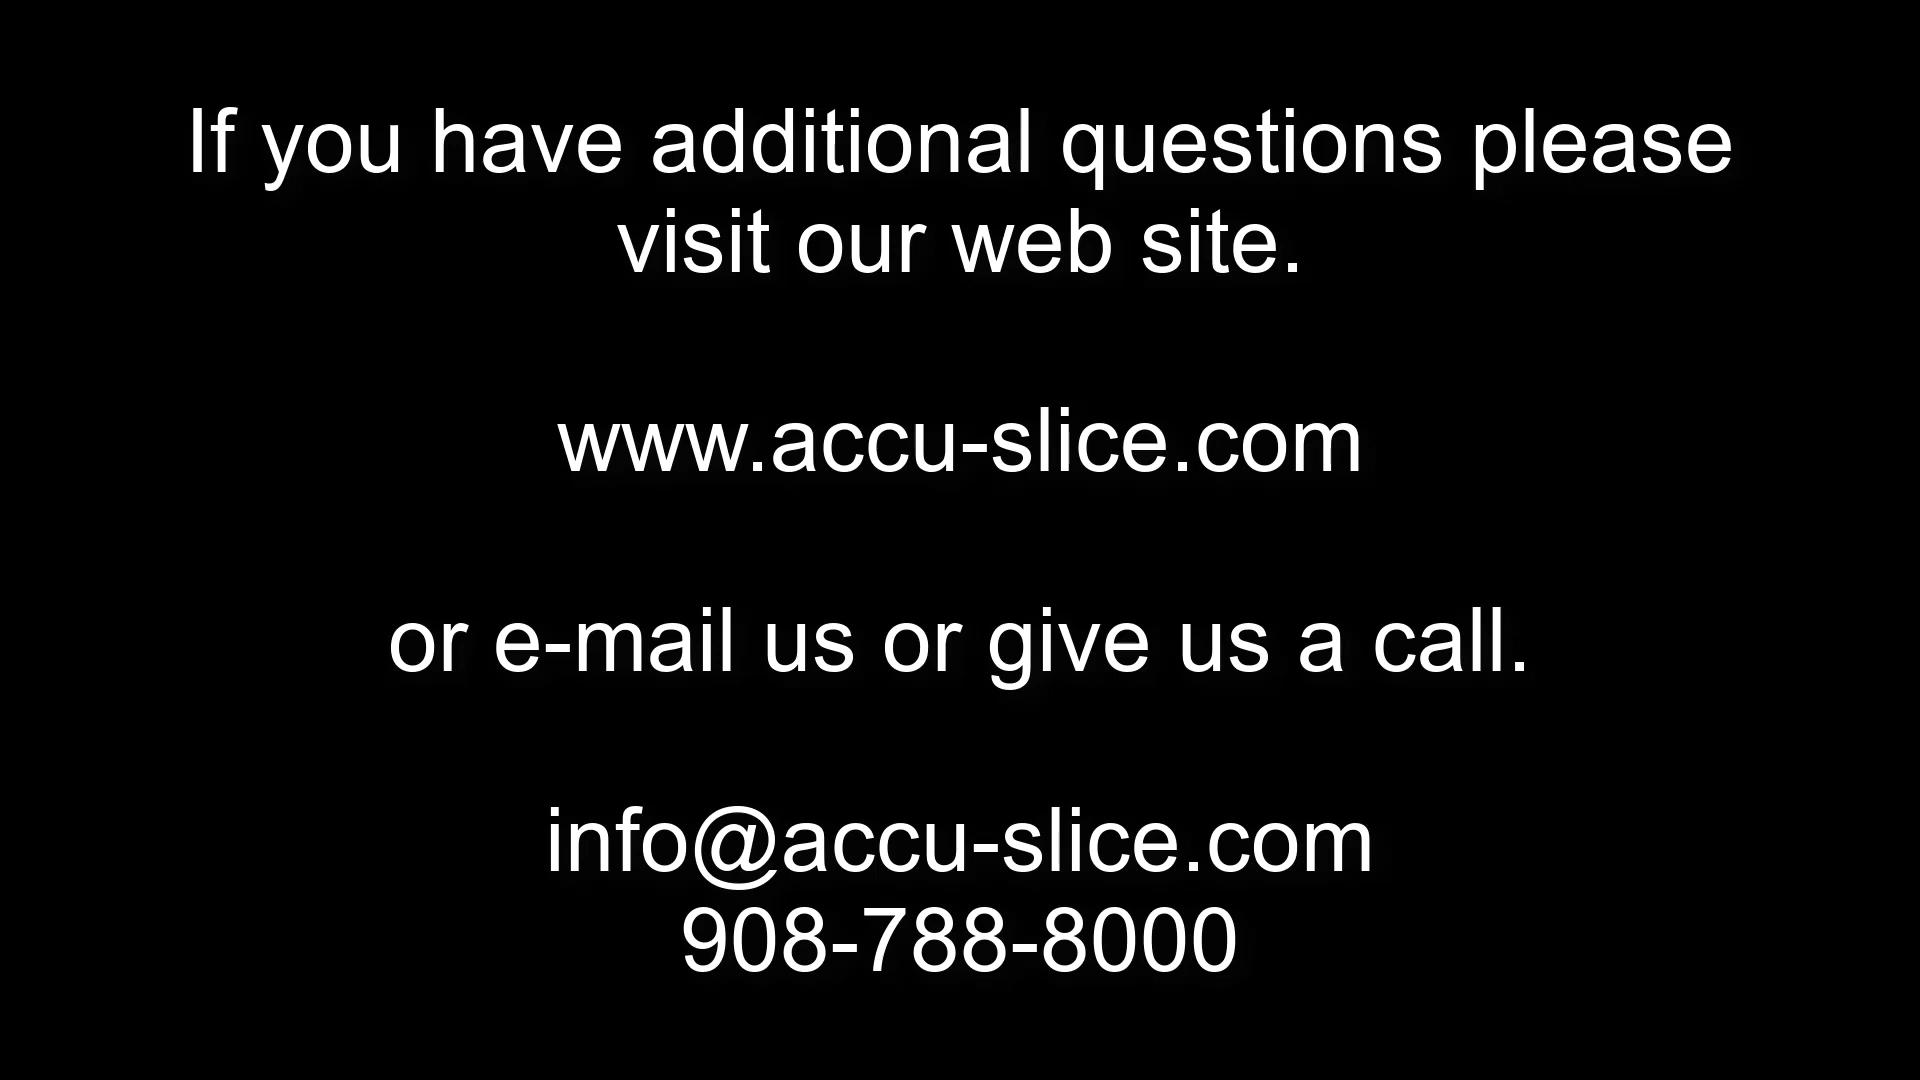 If you have additional questions please
visit our web site.
www.accu-slice.com
or e-mail us or give us a call.
info@accu-slice.com
908-788-8000